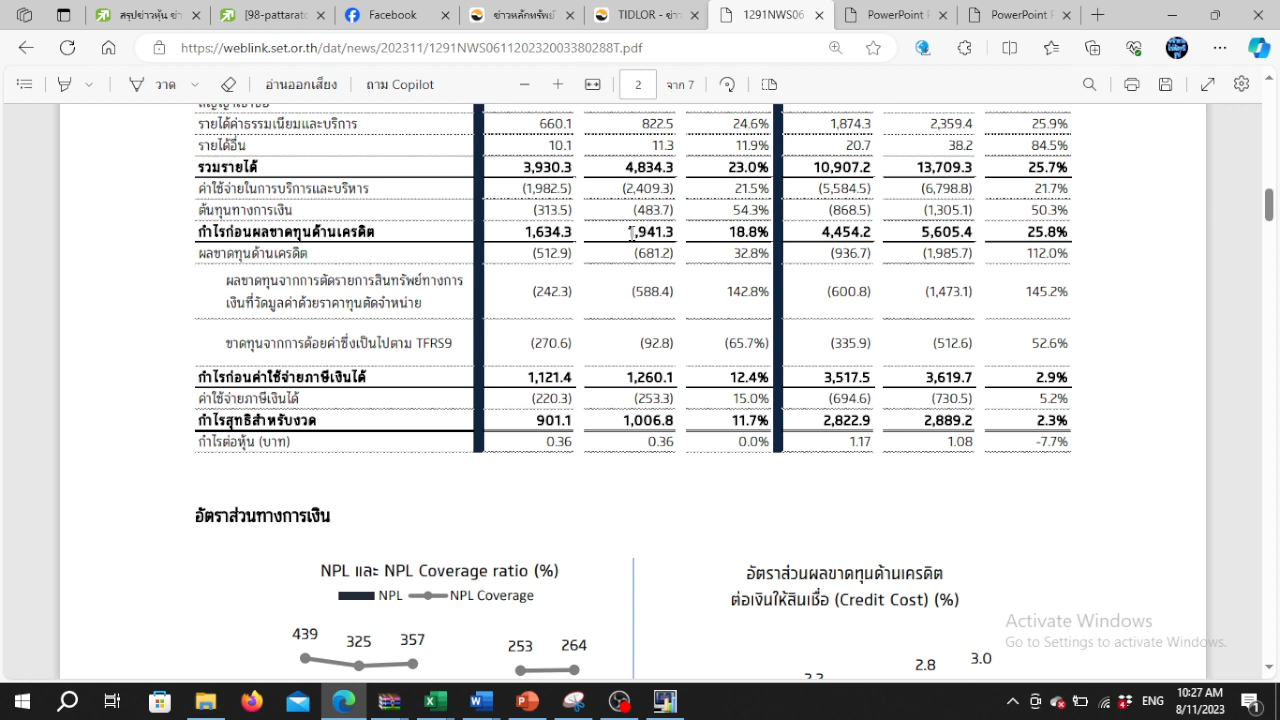 สรุปข่าวหุ้น ข่า
[98-pattarato
Facebook
ข่าวหลักทรัพย์
TIDLOR - ข่าว
1291NWS06
PowerPoint F
PowerPoint F
https://weblink.set.or.th/dat/news/202311/1291NWS061120232003380288T.pdf
วาด อ่านออกเสียง ถาม Copilot 2 จาก 7
รายได้ค่าธรรมเนียมและบริการ 660.1 822.5 24.6% 1,874.3 2,359.4 25.9%
รายได้อื่น 10.1 11.3 11.9% 20.7 38.2 84.5%
รวมรายได้ 3,930.3 4,834.3 23.0% 10,907.2 13,709.3 25.7%
ค่าใช้จ่ายในการบริการและบริหาร (1,982.5) (2,409.3) 21.5% (5,584.5) (6,798.8) 21.7%
ต้นทุนทางการเงิน (313.5) (483.7) 54.3% (868.5) (1,305.1) 50.3%
กำไรก่อนผลขาดทุนด้านเครดิต 1,634.3 1,941.3 18.8% 4,454.2 5,605.4 25.8%
ผลขาดทุนด้านเครดิต (512.9) (681.2) 32.8% (936.7) (1,985.7) 112.0%
ผลขาดทุนจากการตัดรายการสินทรัพย์ทางการ
เงินที่วัดมูลค่าด้วยราคาทุนตัดจำหน่าย (242.3) (588.4) 142.8% (600.8) (1,473.1) 145.2%
ขาดทุนจากการด้อยค่าซึ่งเป็นไปตาม TFRS9 (270.6) (92.8) (65.7%) (335.9) (512.6) 52.6%
กำไรก่อนค่าใช้จ่ายภาษีเงินได้ 1,121.4 1,260.1 12.4% 3,517.5 3,619.7 2.9%
ค่าใช้จ่ายภาษีเงินได้ (220.3) (253.3) 15.0% (694.6) (730.5) 5.2%
กำไรสุทธิสำหรับงวด 901.1 1,006.8 11.7% 2,822.9 2,889.2 2.3%
กำไรต่อหุ้น (บาท) 0.36 0.36 0.0% 1.17 1.08 -7.7%
อัตราส่วนทางการเงิน
NPL และ NPL Coverage ratio (%)
NPL NPL Coverage
439 325 357 253 264
อัตราส่วนผลขาดทุนด้านเครดิต
ต่อเงินให้สินเชื่อ (Credit Cost) (%)
2.8 3.0
Activate Windows
Go to Settings to activate Windows.
ENG
10:27 AM
8/11/2023